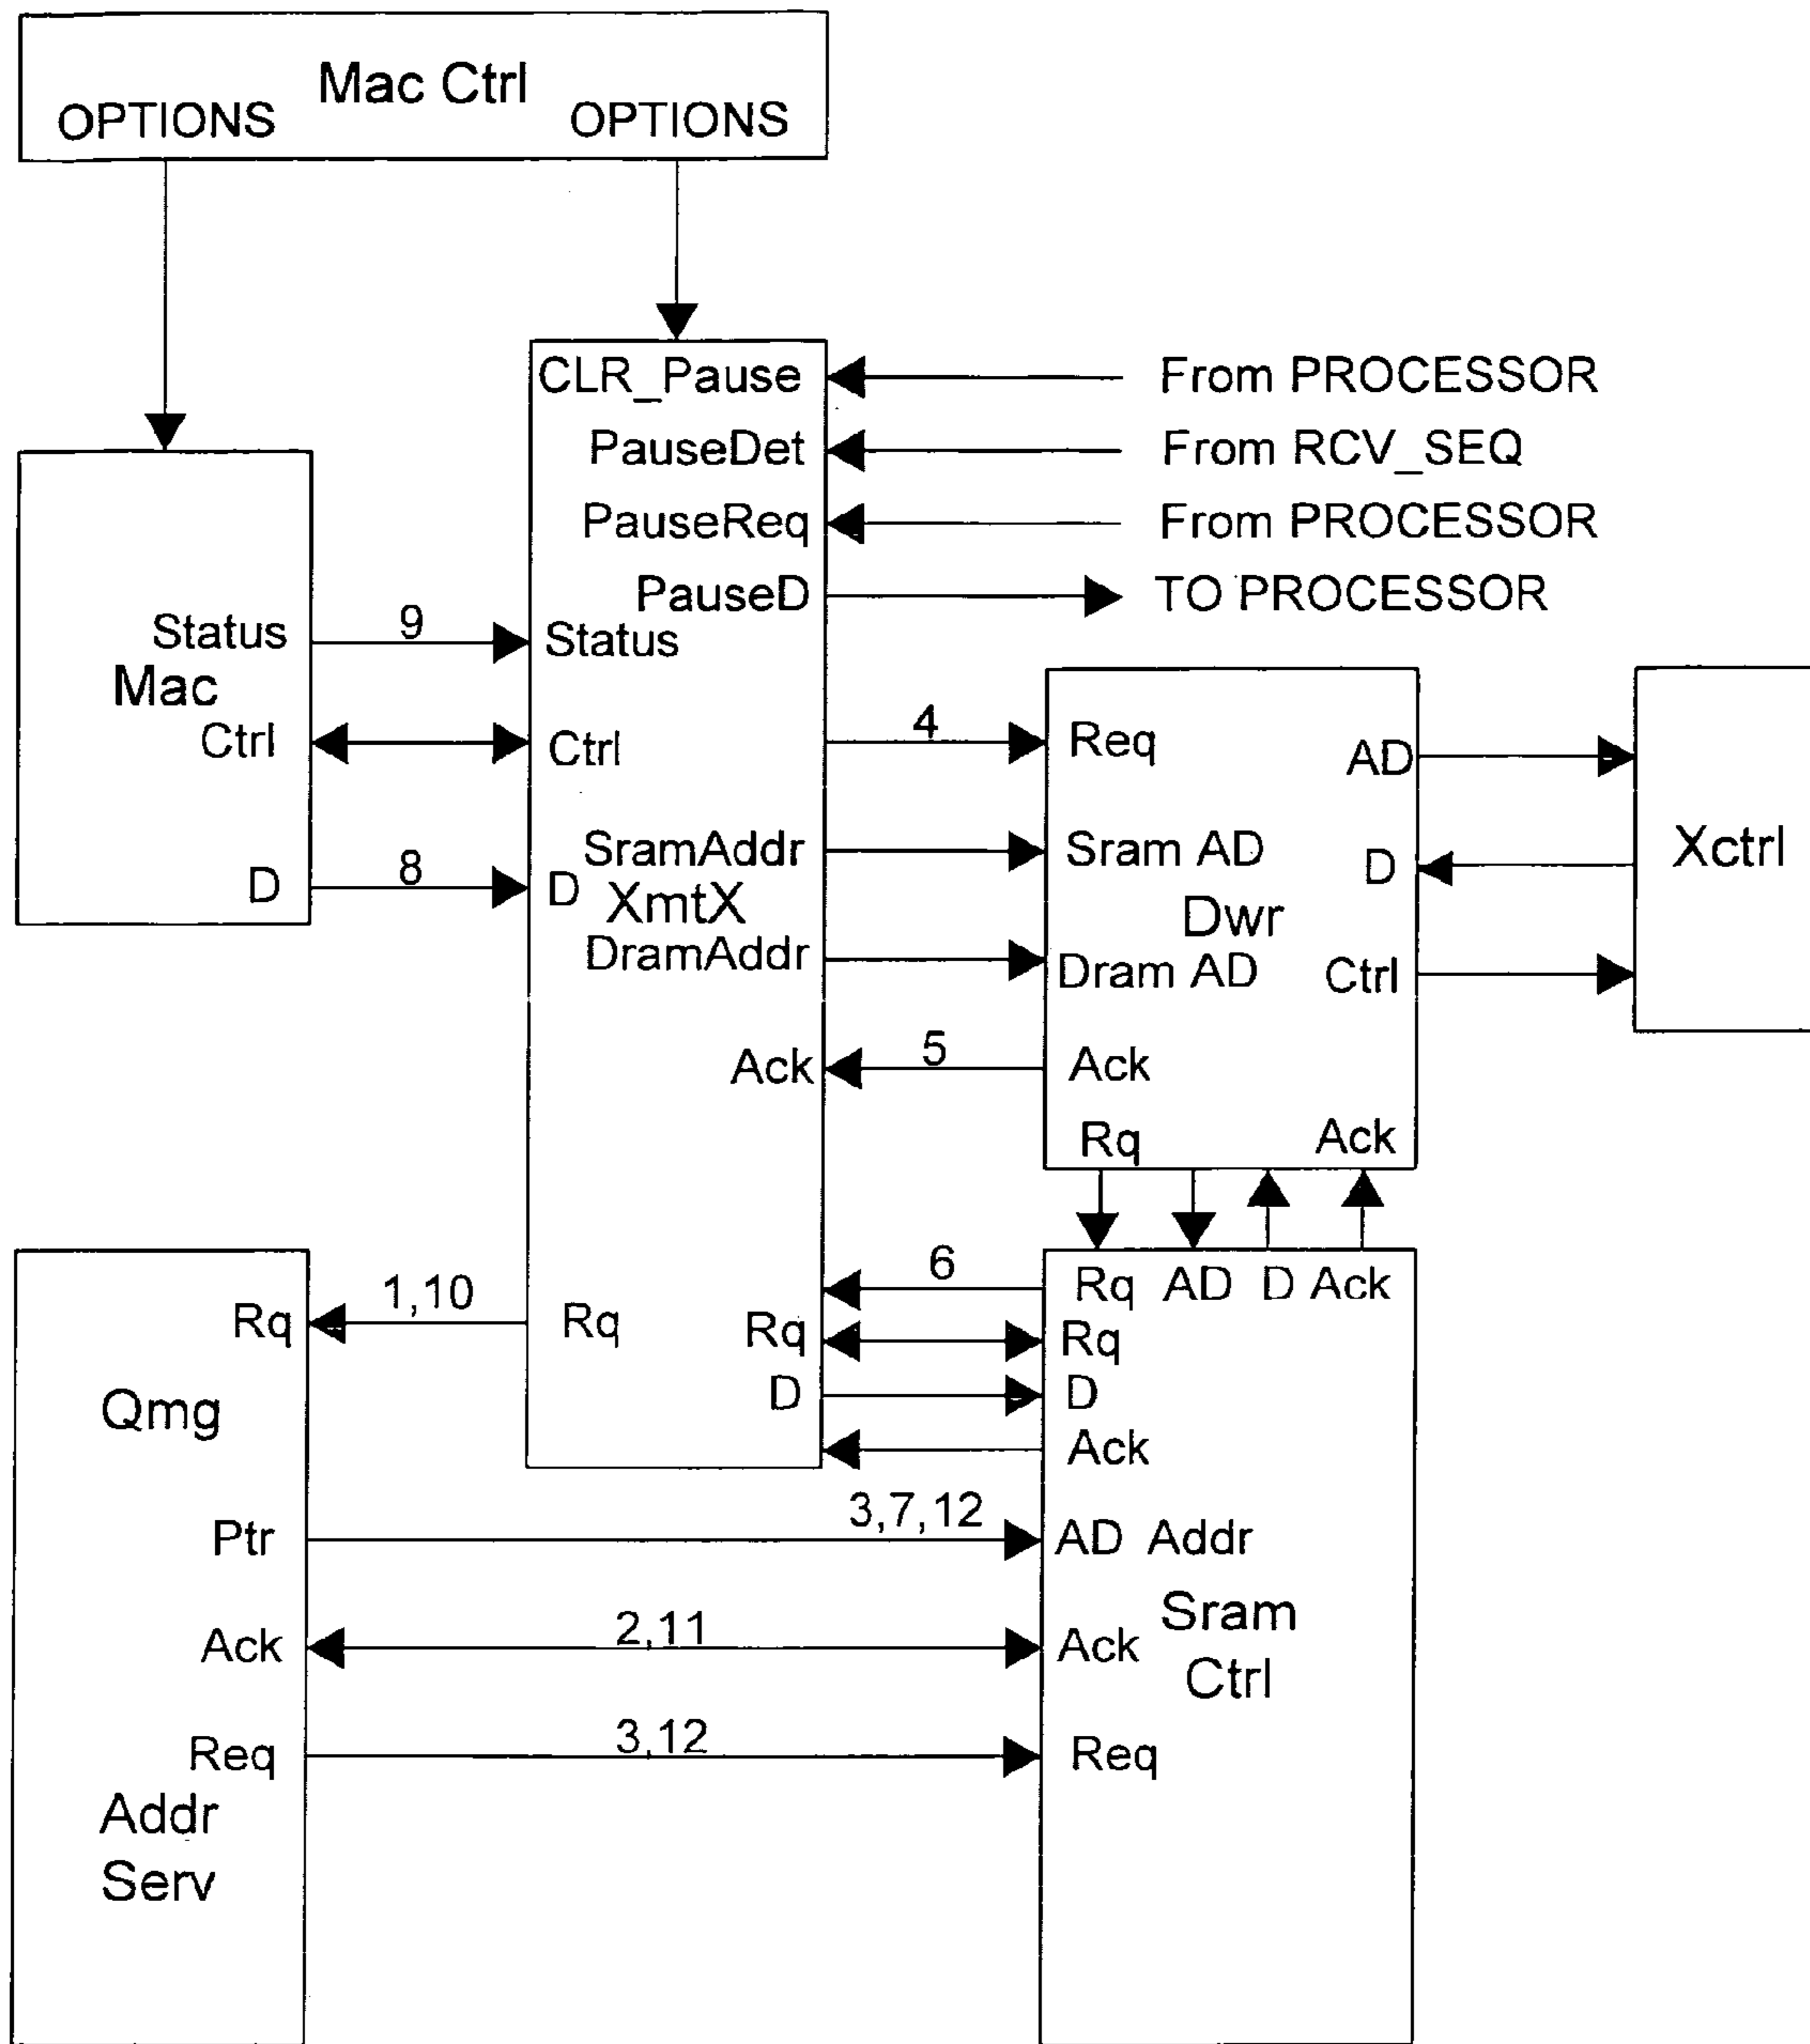 Mac Ctrl
OPTIONS OPTIONS
CLR_Pause From PROCESSOR
PauseDet From RCV_SEQ
PauseReq From PROCESSOR
PauseD TO PROCESSOR
Status 9 Status
Mac
Ctrl Ctrl 4 Req AD
SramAddr Sram AD D Xctrl
D 8 D XmtX Dwr
DramAddr Dram AD Ctrl
Ack 5 Ack
Rq Ack
6 Rq AD D Ack
Rq 1,10 Rq Rq Rq
Qmg D D
Ack
Ptr 3,7,12 AD Addr
Sram
Ack 2,11 Ack Ctrl
Req 3,12 Req
Addr
Serv